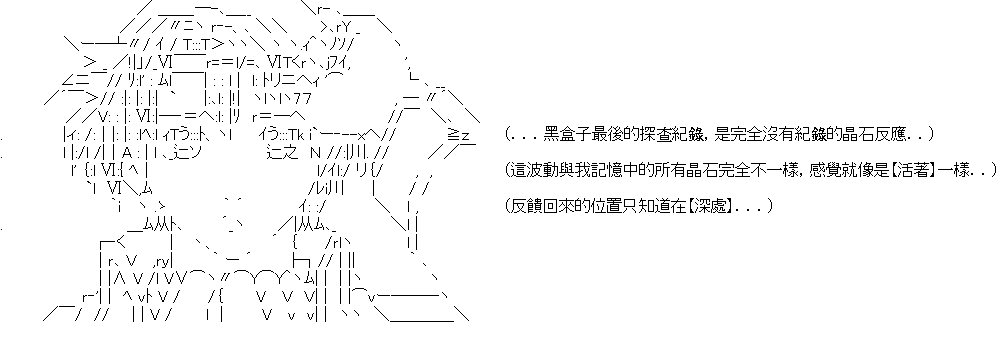 (．．．黑盒子最後的探查紀錄，是完全沒有紀錄的晶石反應．．)
(這波動與我記憶中的所有晶石完全不一樣，感覺就像是【活著】一樣．．)
(反饋回來的位置只知道在【深處】．．．)